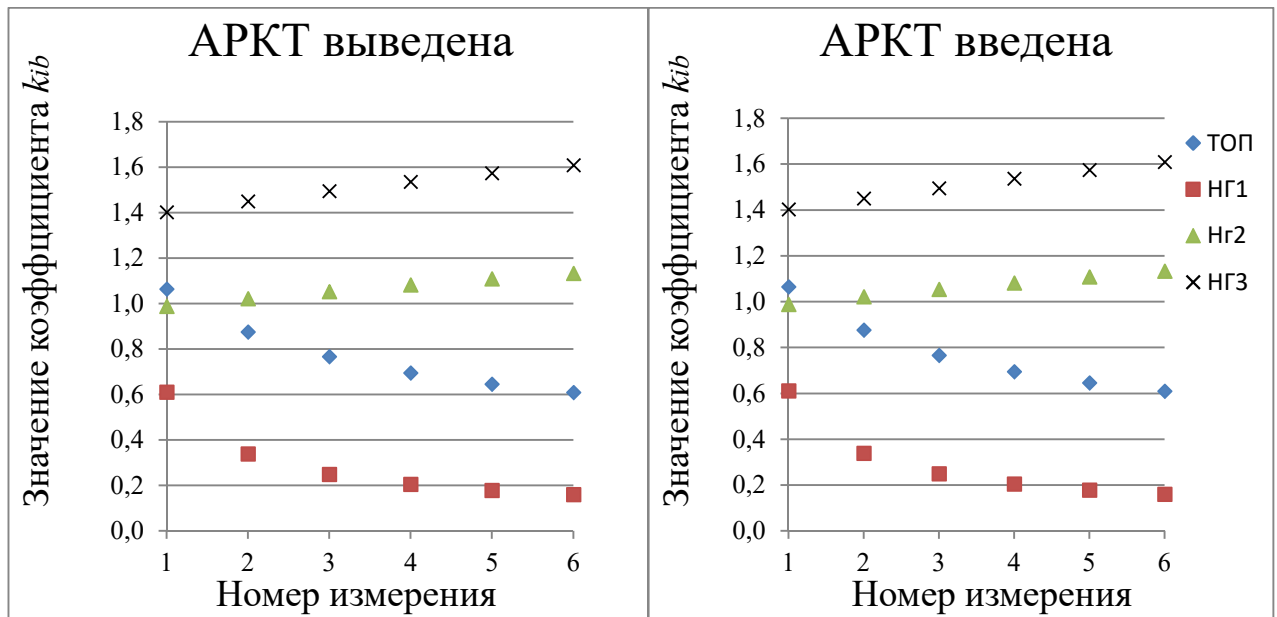 АРКТ выведена
Значение коэффициента kib
1,8
1,6
1,4
1,2
1,0
0,8
0,6
0,4
0,2
0,0
1 2 3 4 5 6
Номер измерения
АРКТ введена
Значение коэффициента kib
1,8
1,6
1,4
1,2
1,0
0,8
0,6
0,4
0,2
0,0
1 2 3 4 5 6
Номер измерения
ТОП
НГ1
Нг2
НГ3